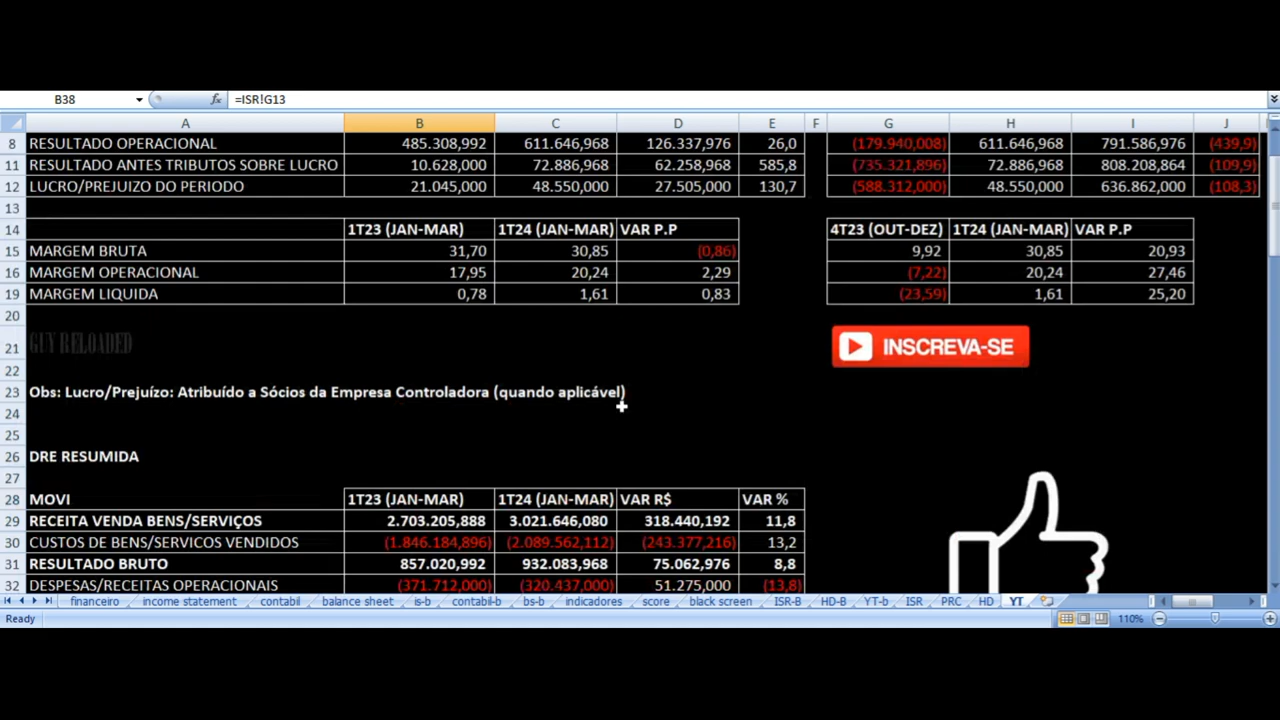 B38 fx =ISR!G13
A B C D E F G H I J
8 RESULTADO OPERACIONAL 485.308,992 611.646,968 126.337,976 26,0 (179.940,008) 611.646,968 791.586,976 (439,9)
11 RESULTADO ANTES TRIBUTOS SOBRE LUCRO 10.628,000 72.886,968 62.258,968 585,8 (735.321,896) 72.886,968 808.208,864 (109,9)
12 LUCRO/PREJUIZO DO PERIODO 21.045,000 48.550,000 27.505,000 130,7 (588.312,000) 48.550,000 636.862,000 (108,3)
13
14 1T23 (JAN-MAR) 1T24 (JAN-MAR) VAR P.P 4T23 (OUT-DEZ) 1T24 (JAN-MAR) VAR P.P
15 MARGEM BRUTA 31,70 30,85 (0,86) 9,92 30,85 20,93
16 MARGEM OPERACIONAL 17,95 20,24 2,29 (7,22) 20,24 27,46
19 MARGEM LIQUIDA 0,78 1,61 0,83 (23,59) 1,61 25,20
20
21 GUY RELOADED INSCREVA-SE
22
23 Obs: Lucro/Prejuízo: Atribuído a Sócios da Empresa Controladora (quando aplicável)
24
25
26 DRE RESUMIDA
27
28 MOVI 1T23 (JAN-MAR) 1T24 (JAN-MAR) VAR R$ VAR %
29 RECEITA VENDA BENS/SERVIÇOS 2.703.205,888 3.021.646,080 318.440,192 11,8
30 CUSTOS DE BENS/SERVICOS VENDIDOS (1.846.184,896) (2.089.562,112) (243.377,216) 13,2
31 RESULTADO BRUTO 857.020,992 932.083,968 75.062,976 8,8
32 DESPESAS/RECEITAS OPERACIONAIS (371.712,000) (320.437,000) 51.275,000 (13,8)
financeiro income statement contabil balance sheet is-b contabil-b bs-b indicadores score black screen ISR-B HD-B YT-b ISR PRC HD YT
Ready 110%